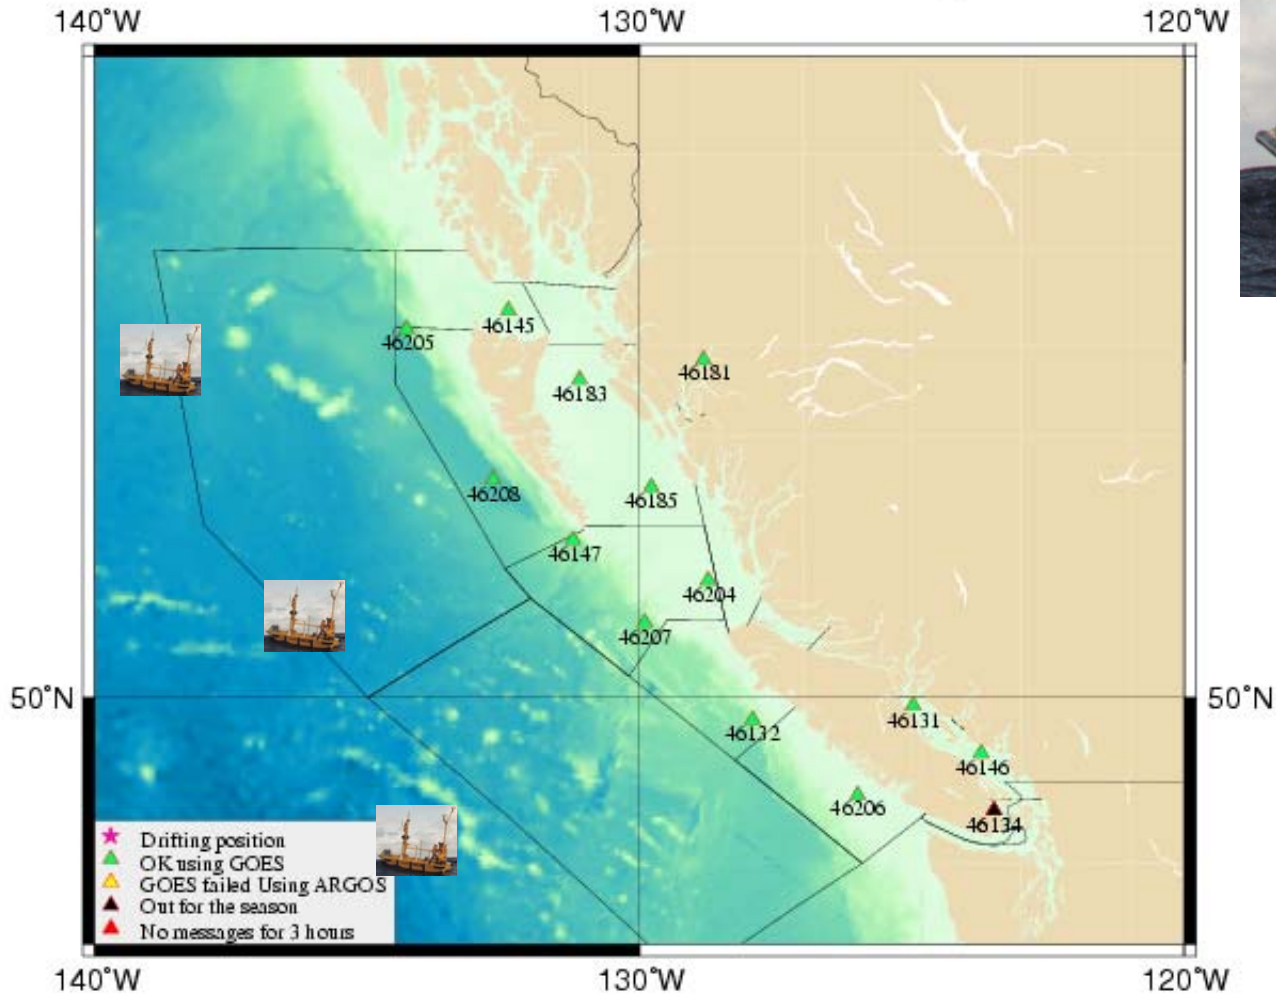 140°W 130°W 120°W
46145
46205
46181
46183
46208
46185
46147
46204
46207
50°N 50°N
46131
46132
46146
46206
46134
Drifting position
OK using GOES
GOES failed Using ARGOS
Out for the season
No messages for 3 hours
140°W 130°W 120°W